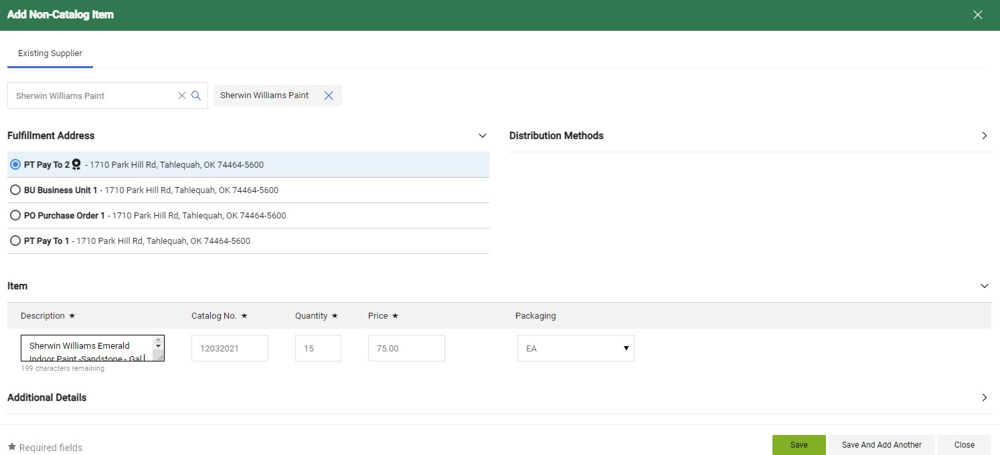 Add Non-Catalog Item
Existing Supplier
Sherwin Williams Paint
Sherwin Williams Paint
Fulfillment Address
Distribution Methods
PT Pay To 2 - 1710 Park Hill Rd, Tahlequah, OK 74464-5600
BU Business Unit 1 - 1710 Park Hill Rd, Tahlequah, OK 74464-5600
PO Purchase Order 1 - 1710 Park Hill Rd, Tahlequah, OK 74464-5600
PT Pay To 1 - 1710 Park Hill Rd, Tahlequah, OK 74464-5600
Item
Description ★ Catalog No. ★ Quantity ★ Price ★ Packaging
Sherwin Williams Emerald
Indoor Paint -Sandstone - Gal
12032021 15 75.00 EA
199 characters remaining
Additional Details
★ Required fields
Save Save And Add Another Close